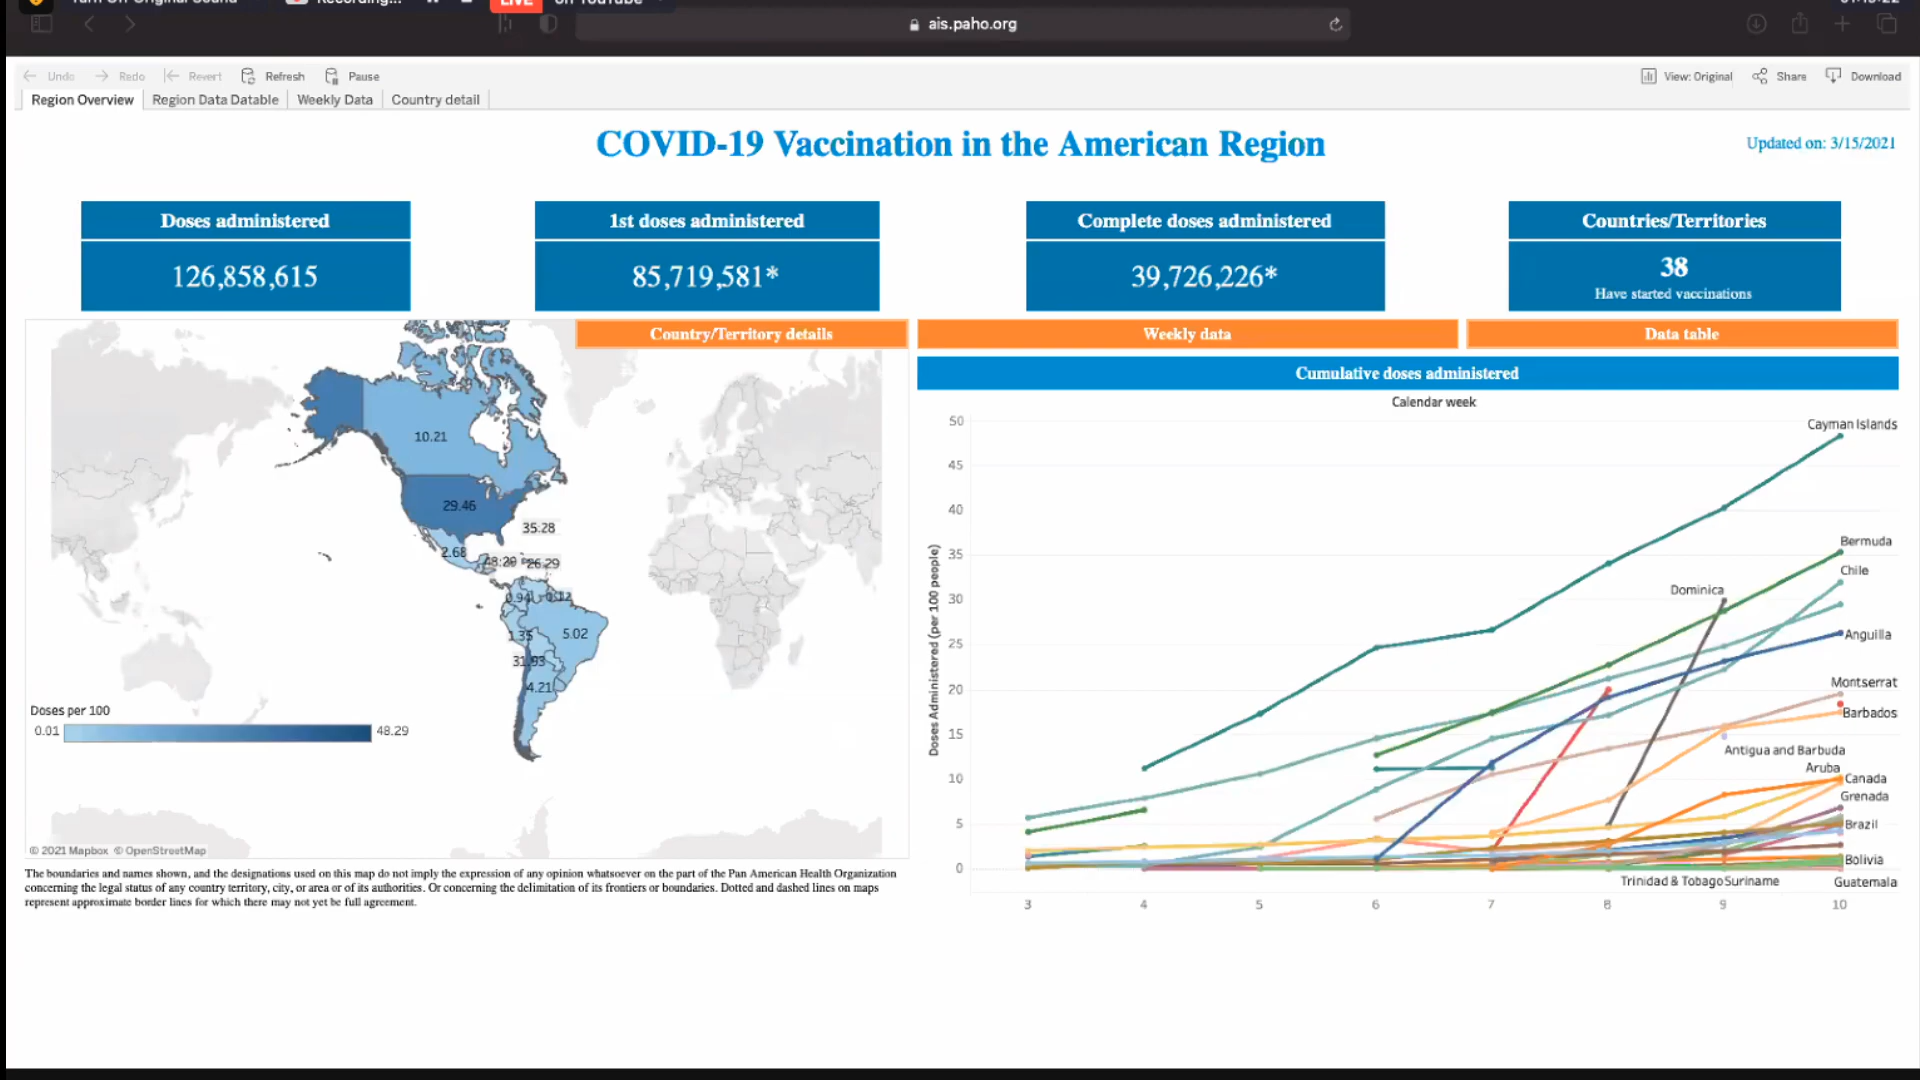 Turn Off Original Sound
Recording...
LIVE
on YouTube
ais.paho.org
Undo
Redo
Revert
Refresh
Pause
View: Original
Share
Download
Region Overview
Region Data Datable
Weekly Data
Country detail
COVID-19 Vaccination in the American Region
Updated on: 3/15/2021
Doses administered
126,858,615
1st doses administered
85,719,581*
Complete doses administered
39,726,226*
Countries/Territories
38
Have started vaccinations
Country/Territory details
Weekly data
Data table
10.21
29.46
35.28
2.68
26.29
0.94
1.35
5.02
31.93
4.21
Doses per 100
0.01
48.29
© 2021 Mapbox © OpenStreetMap
The boundaries and names shown, and the designations used on this map do not imply the expression of any opinion whatsoever on the part of the Pan American Health Organization
concerning the legal status of any country territory, city, or area or of its authorities. Or concerning the delimitation of its frontiers or boundaries. Dotted and dashed lines on maps
represent approximate border lines for which there may not yet be full agreement.
Cumulative doses administered
Calendar week
Doses Administered (per 100 people)
50
45
40
35
30
25
20
15
10
5
0
Cayman Islands
Bermuda
Chile
Dominica
Anguilla
Montserrat
Barbados
Antigua and Barbuda
Aruba
Canada
Grenada
Brazil
Bolivia
Trinidad & Tobago Suriname
Guatemala
3
4
5
6
7
8
9
10